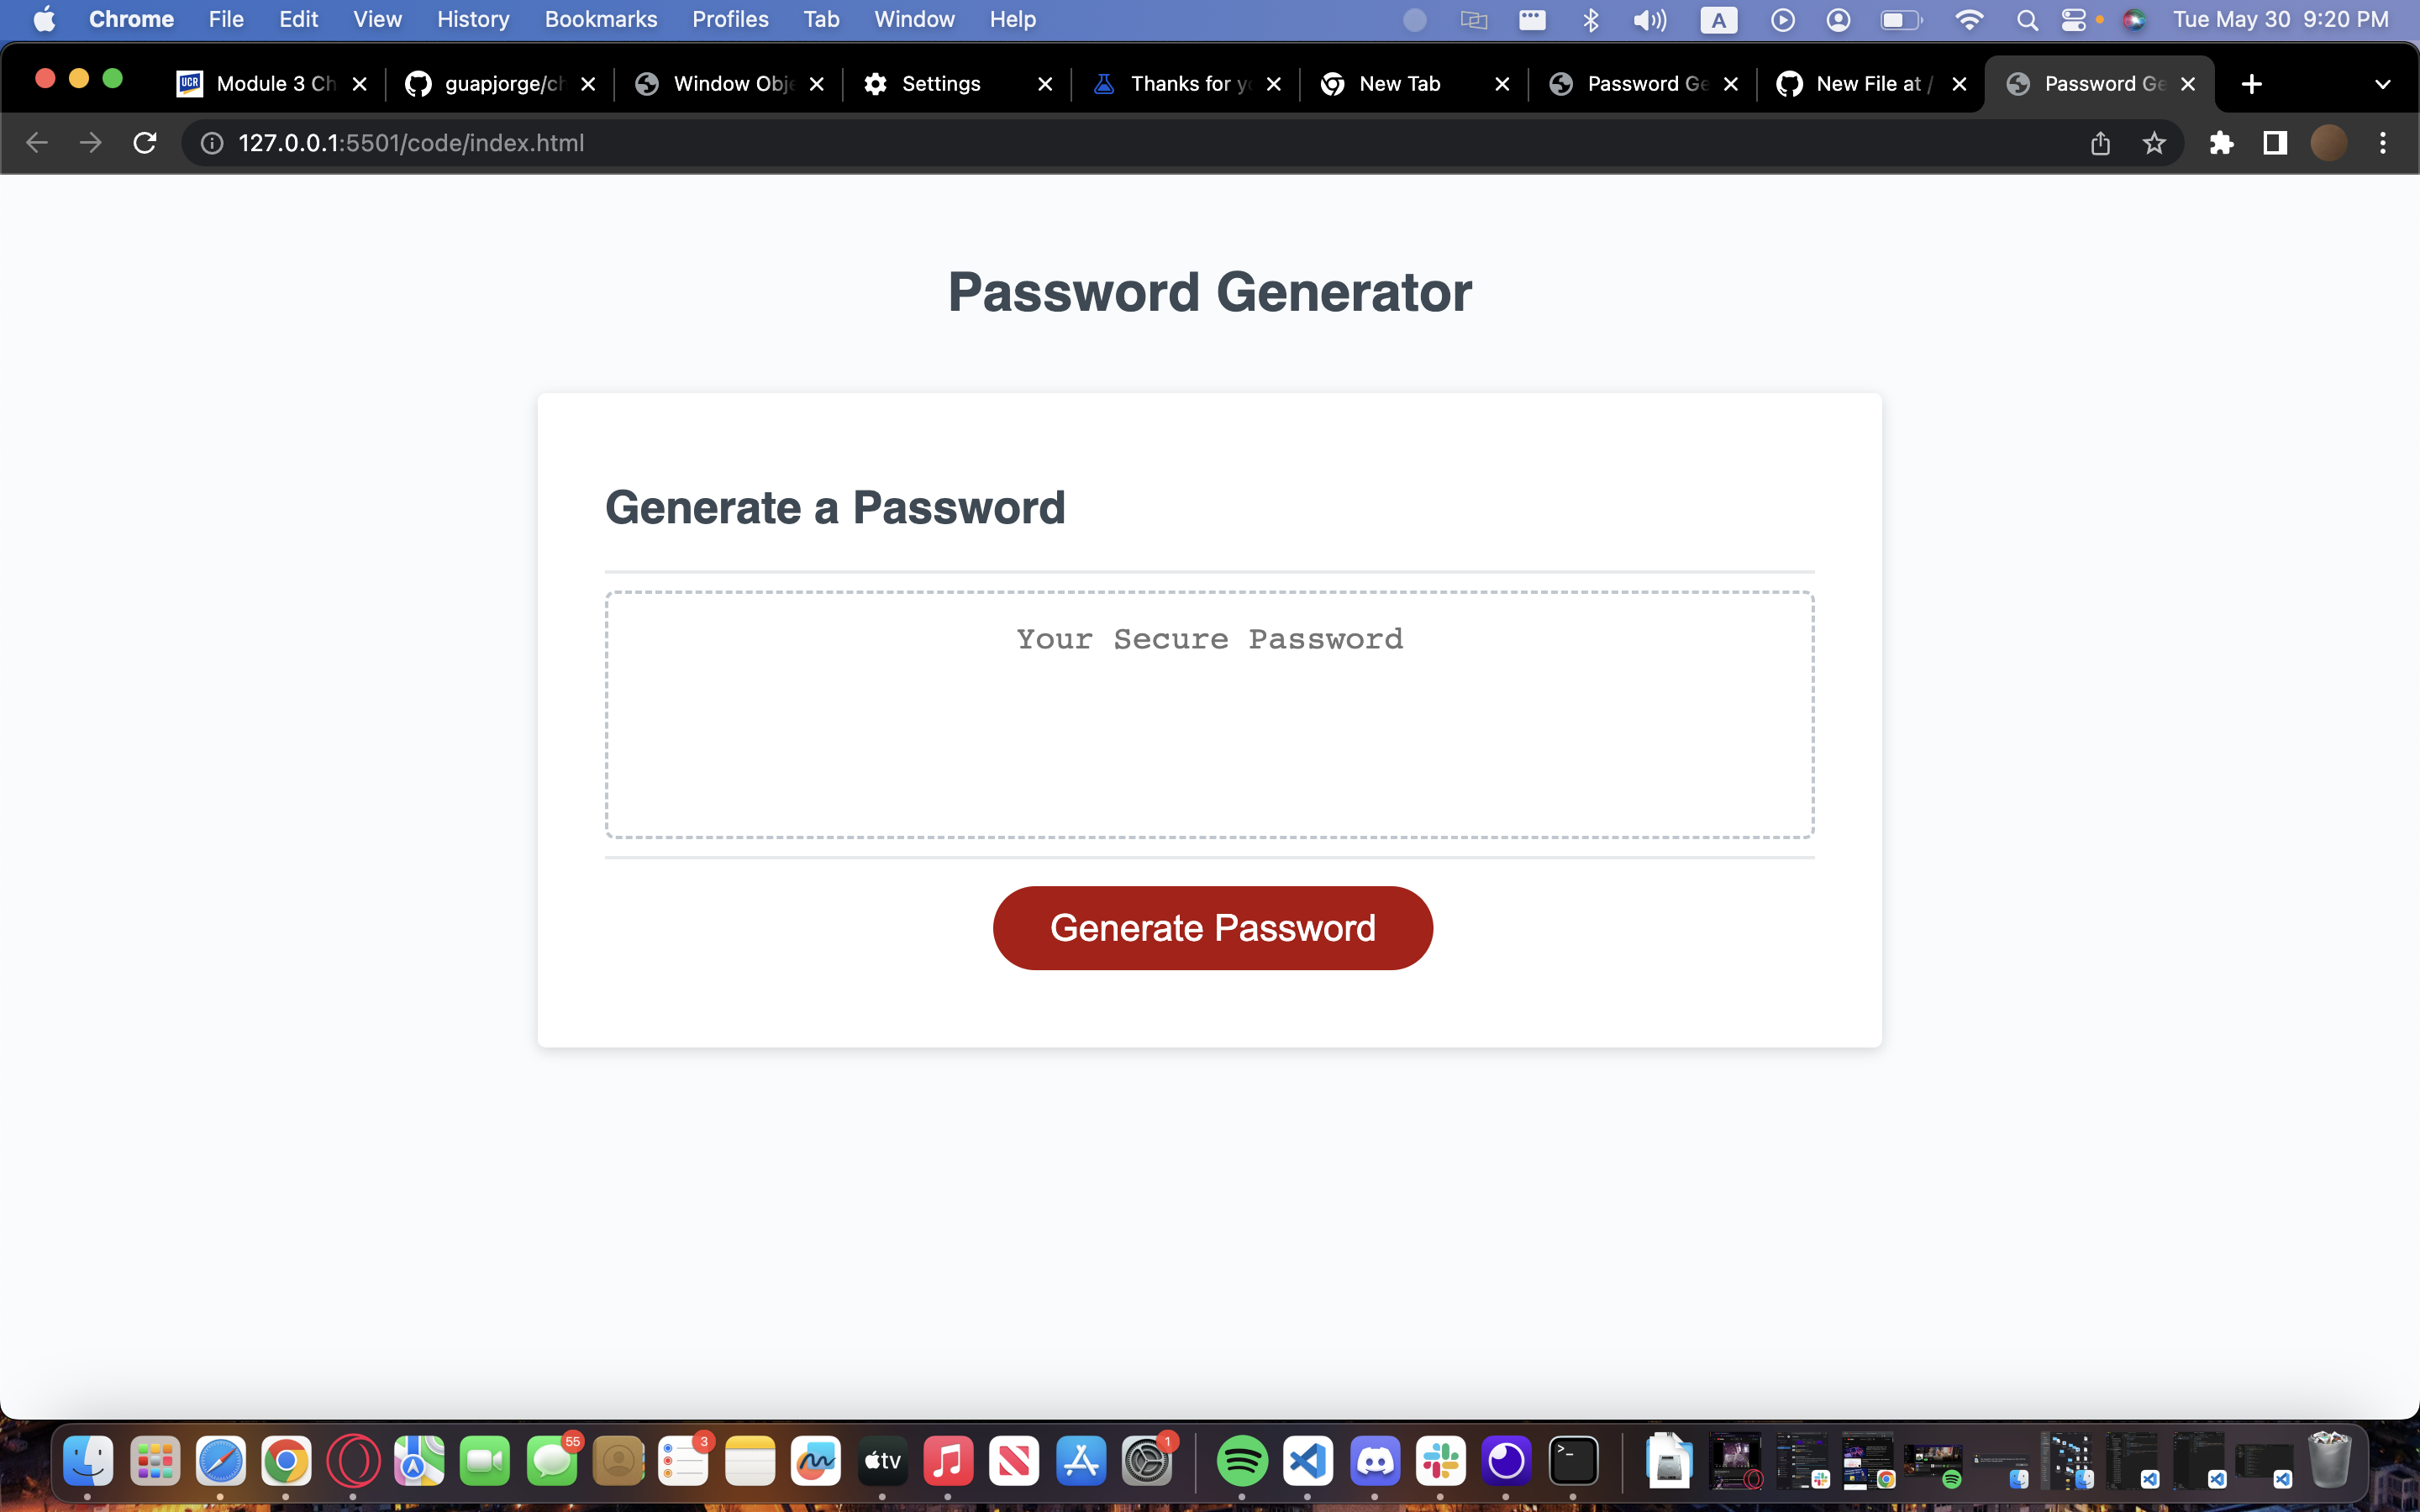 Chrome File Edit View History Bookmarks Profiles Tab Window Help A Tue May 30 9:20 PM
UCR Module 3 Ch guapjorge/ch Window Obje Settings Thanks for yo New Tab Password Ge New File at / Password Ge
127.0.0.1:5501/code/index.html
Password Generator
Generate a Password
Your Secure Password
Generate Password
55 3 tv 1 >_